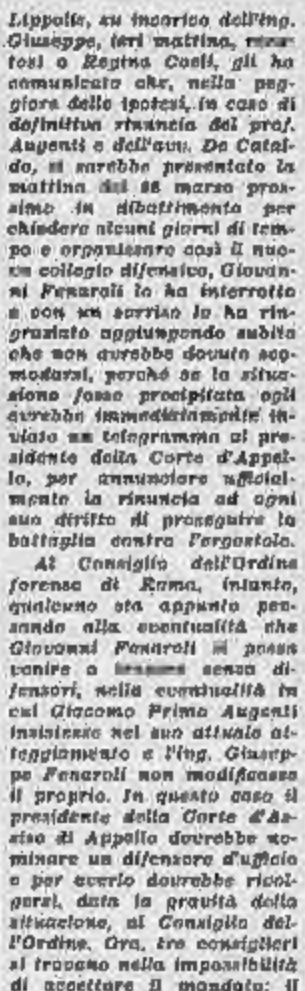 Lippolis, su incarico dell'ing.
Giuseppe, ieri mattina, reca-
tosi a Regina Coeli, gli ha
comunicato che, nella peg-
giore delle ipotesi, in caso di
definitiva rinuncia del prof.
Augenti e dell'avv. De Catal-
do, si sarebbe presentato la
mattina del 26 marzo pros-
simo in dibattimento per
chiedere alcuni giorni di tem-
po e organizzare così il nuo-
vo collegio difensivo, Giovan-
ni Fenaroli lo ha interrotto
e con un sorriso lo ha rin-
graziato aggiungendo subito
che non avrebbe dovuto sco-
modarsi, perché se la situa-
zione fosse precipitata egli
avrebbe immediatamente in-
viato un telegramma al pre-
sidente della Corte d'Appel-
lo, per annunciare ufficial-
mente la rinuncia ad ogni
suo diritto di proseguire la
battaglia contro l'ergastolo.
Al Consiglio dell'Ordine
forense di Roma, intanto,
qualcuno sta appunto pen-
sando alla eventualità che
Giovanni Fenaroli si possa
venire a senza di-
fensori, nella eventualità in
cui Giacomo Primo Augenti
insistesse nel suo attuale at-
teggiamento e l'ing. Giusep-
pe Fenaroli non modificasse
il proprio. In questo caso il
presidente della Corte d'As-
sise di Appello dovrebbe no-
minare un difensore d'ufficio
e per averlo dovrebbe rivol-
gersi, data la gravità della
situazione, al Consiglio del-
l'Ordine. Ora, tre consiglieri
si trovano nella impossibilità
di accettare il mandato: il